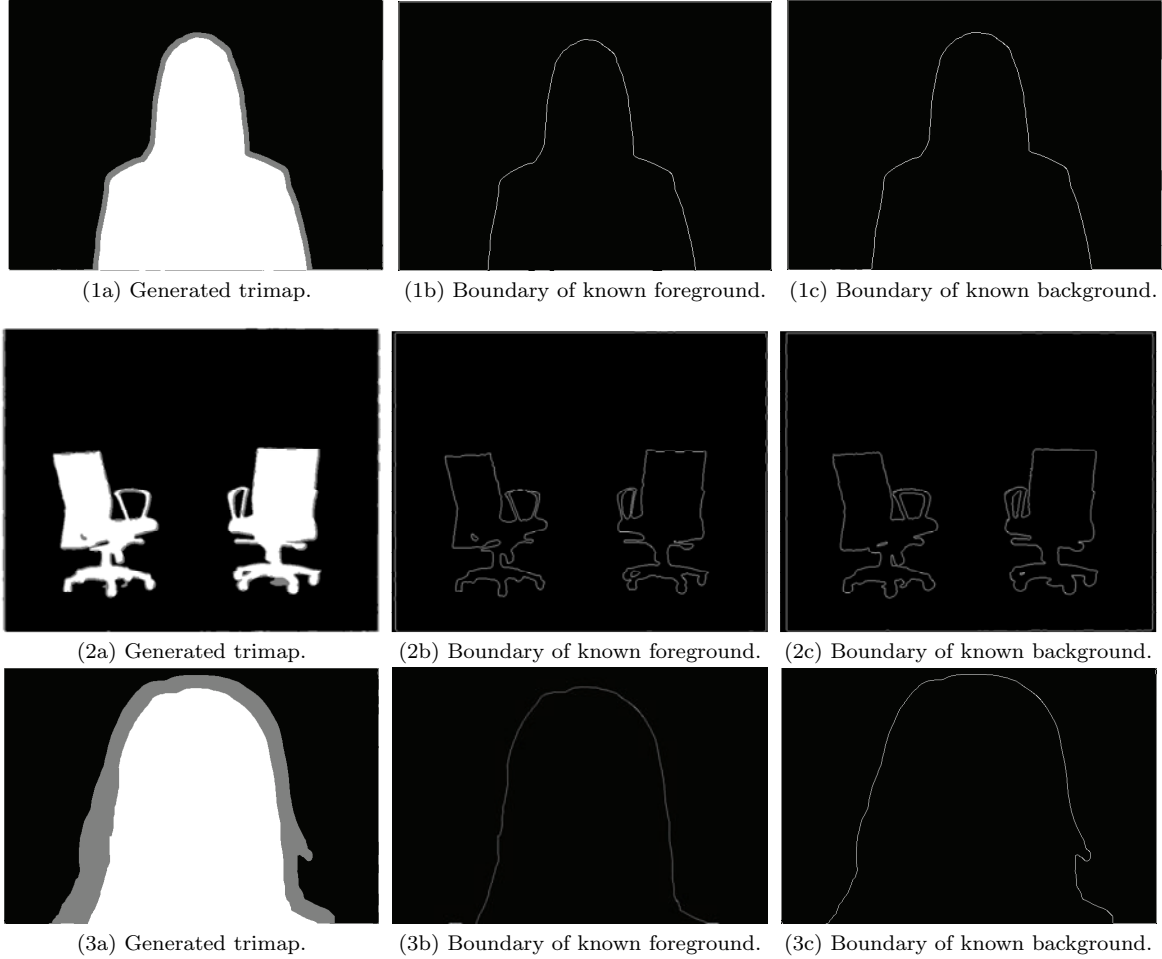 (1a) Generated trimap.
(1b) Boundary of known foreground.
(1c) Boundary of known background.
(2a) Generated trimap.
(2b) Boundary of known foreground.
(2c) Boundary of known background.
(3a) Generated trimap.
(3b) Boundary of known foreground.
(3c) Boundary of known background.